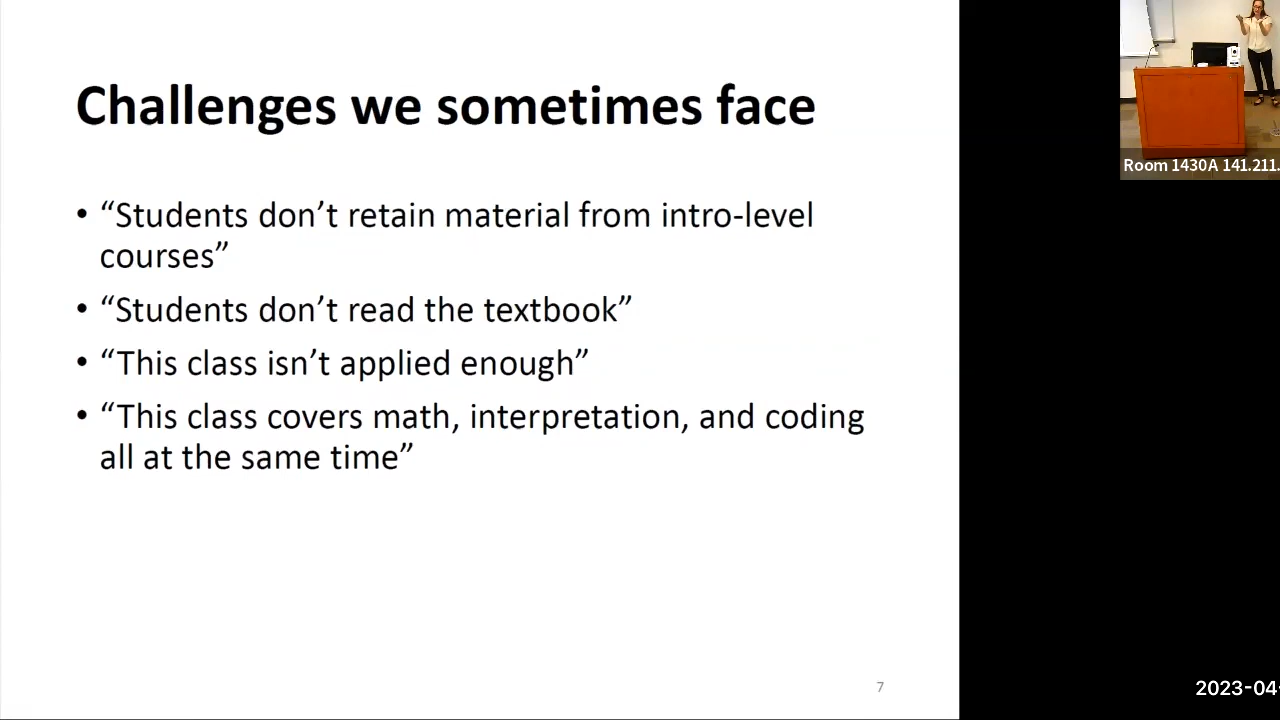 Challenges we sometimes face
• “Students don’t retain material from intro-level
courses”
• “Students don’t read the textbook”
• “This class isn’t applied enough”
• “This class covers math, interpretation, and coding
all at the same time”
7
Room 1430A 141.211.
2023-04-